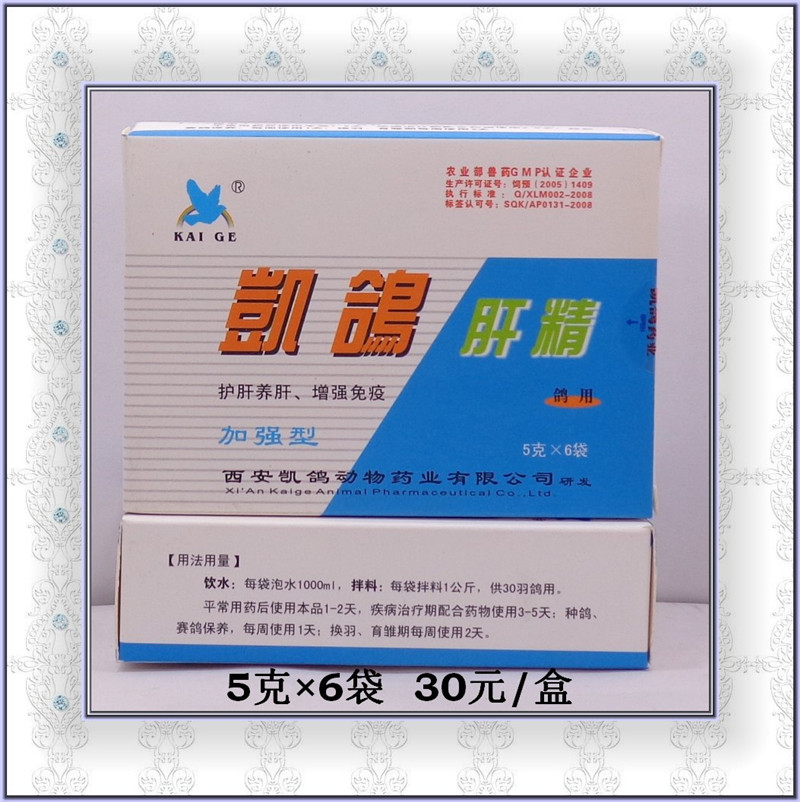 农业部兽药GMP认证企业
生产许可证号：饲预（2005）1409
执行标准：Q/XLM002-2008
标签认可号：SQK/AP0131-2008
®
KAI GE
凱鴿
肝精
护肝养肝、增强免疫
鸽用
加强型
5克×6袋
西安凯鸽动物药业有限公司研发
Xi'An Kaige Animal Pharmaceutical Co., Ltd.
【用法用量】
饮水：每袋泡水1000ml，拌料：每袋拌料1公斤，供30羽鸽用。
平常用药后使用本品1-2天，疾病治疗期配合药物使用3-5天；种鸽、
赛鸽保养，每周使用1天；换羽、育雏期每周使用2天。
5克×6袋 30元/盒